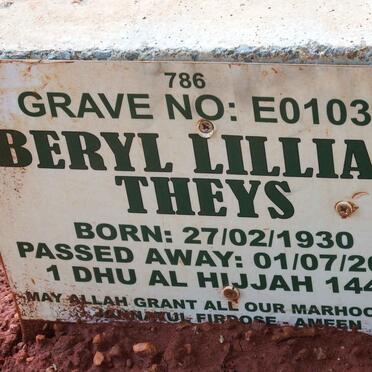 786
GRAVE NO: E0103
BERYL LILLIA
THEYS
BORN: 27/02/1930
PASSED AWAY: 01/07/20
1 DHU AL HIJJAH 144
MAY ALLAH GRANT ALL OUR MARHOO
JANNATUL FIRDOSE - AMEEN